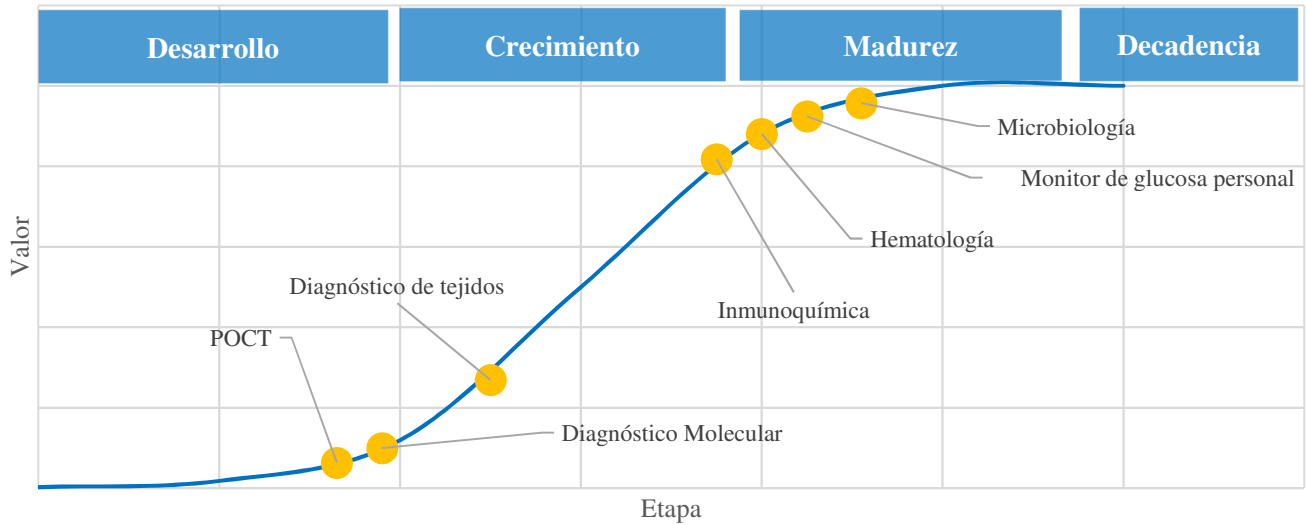 Desarrollo
Crecimiento
Madurez
Decadencia
Microbiología
Monitor de glucosa personal
Hematología
Diagnóstico de tejidos
Inmunoquímica
POCT
Diagnóstico Molecular
Valor
Etapa